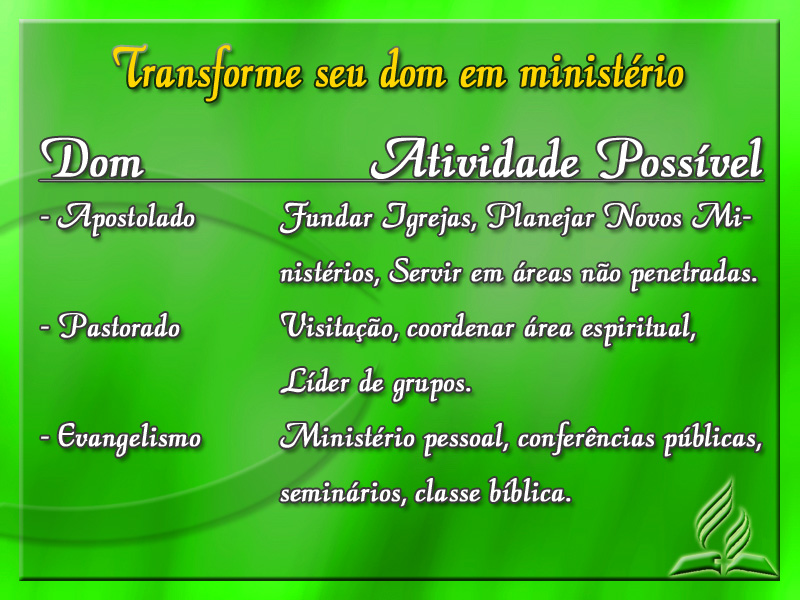 Transforme seu dom em ministério
Dom Atividade Possível
- Apostolado Fundar Igrejas, Planejar Novos Mi-
nistérios, Servir em áreas não penetradas.
- Pastorado Visitação, coordenar área espiritual,
Líder de grupos.
- Evangelismo Ministério pessoal, conferências públicas,
seminários, classe bíblica.